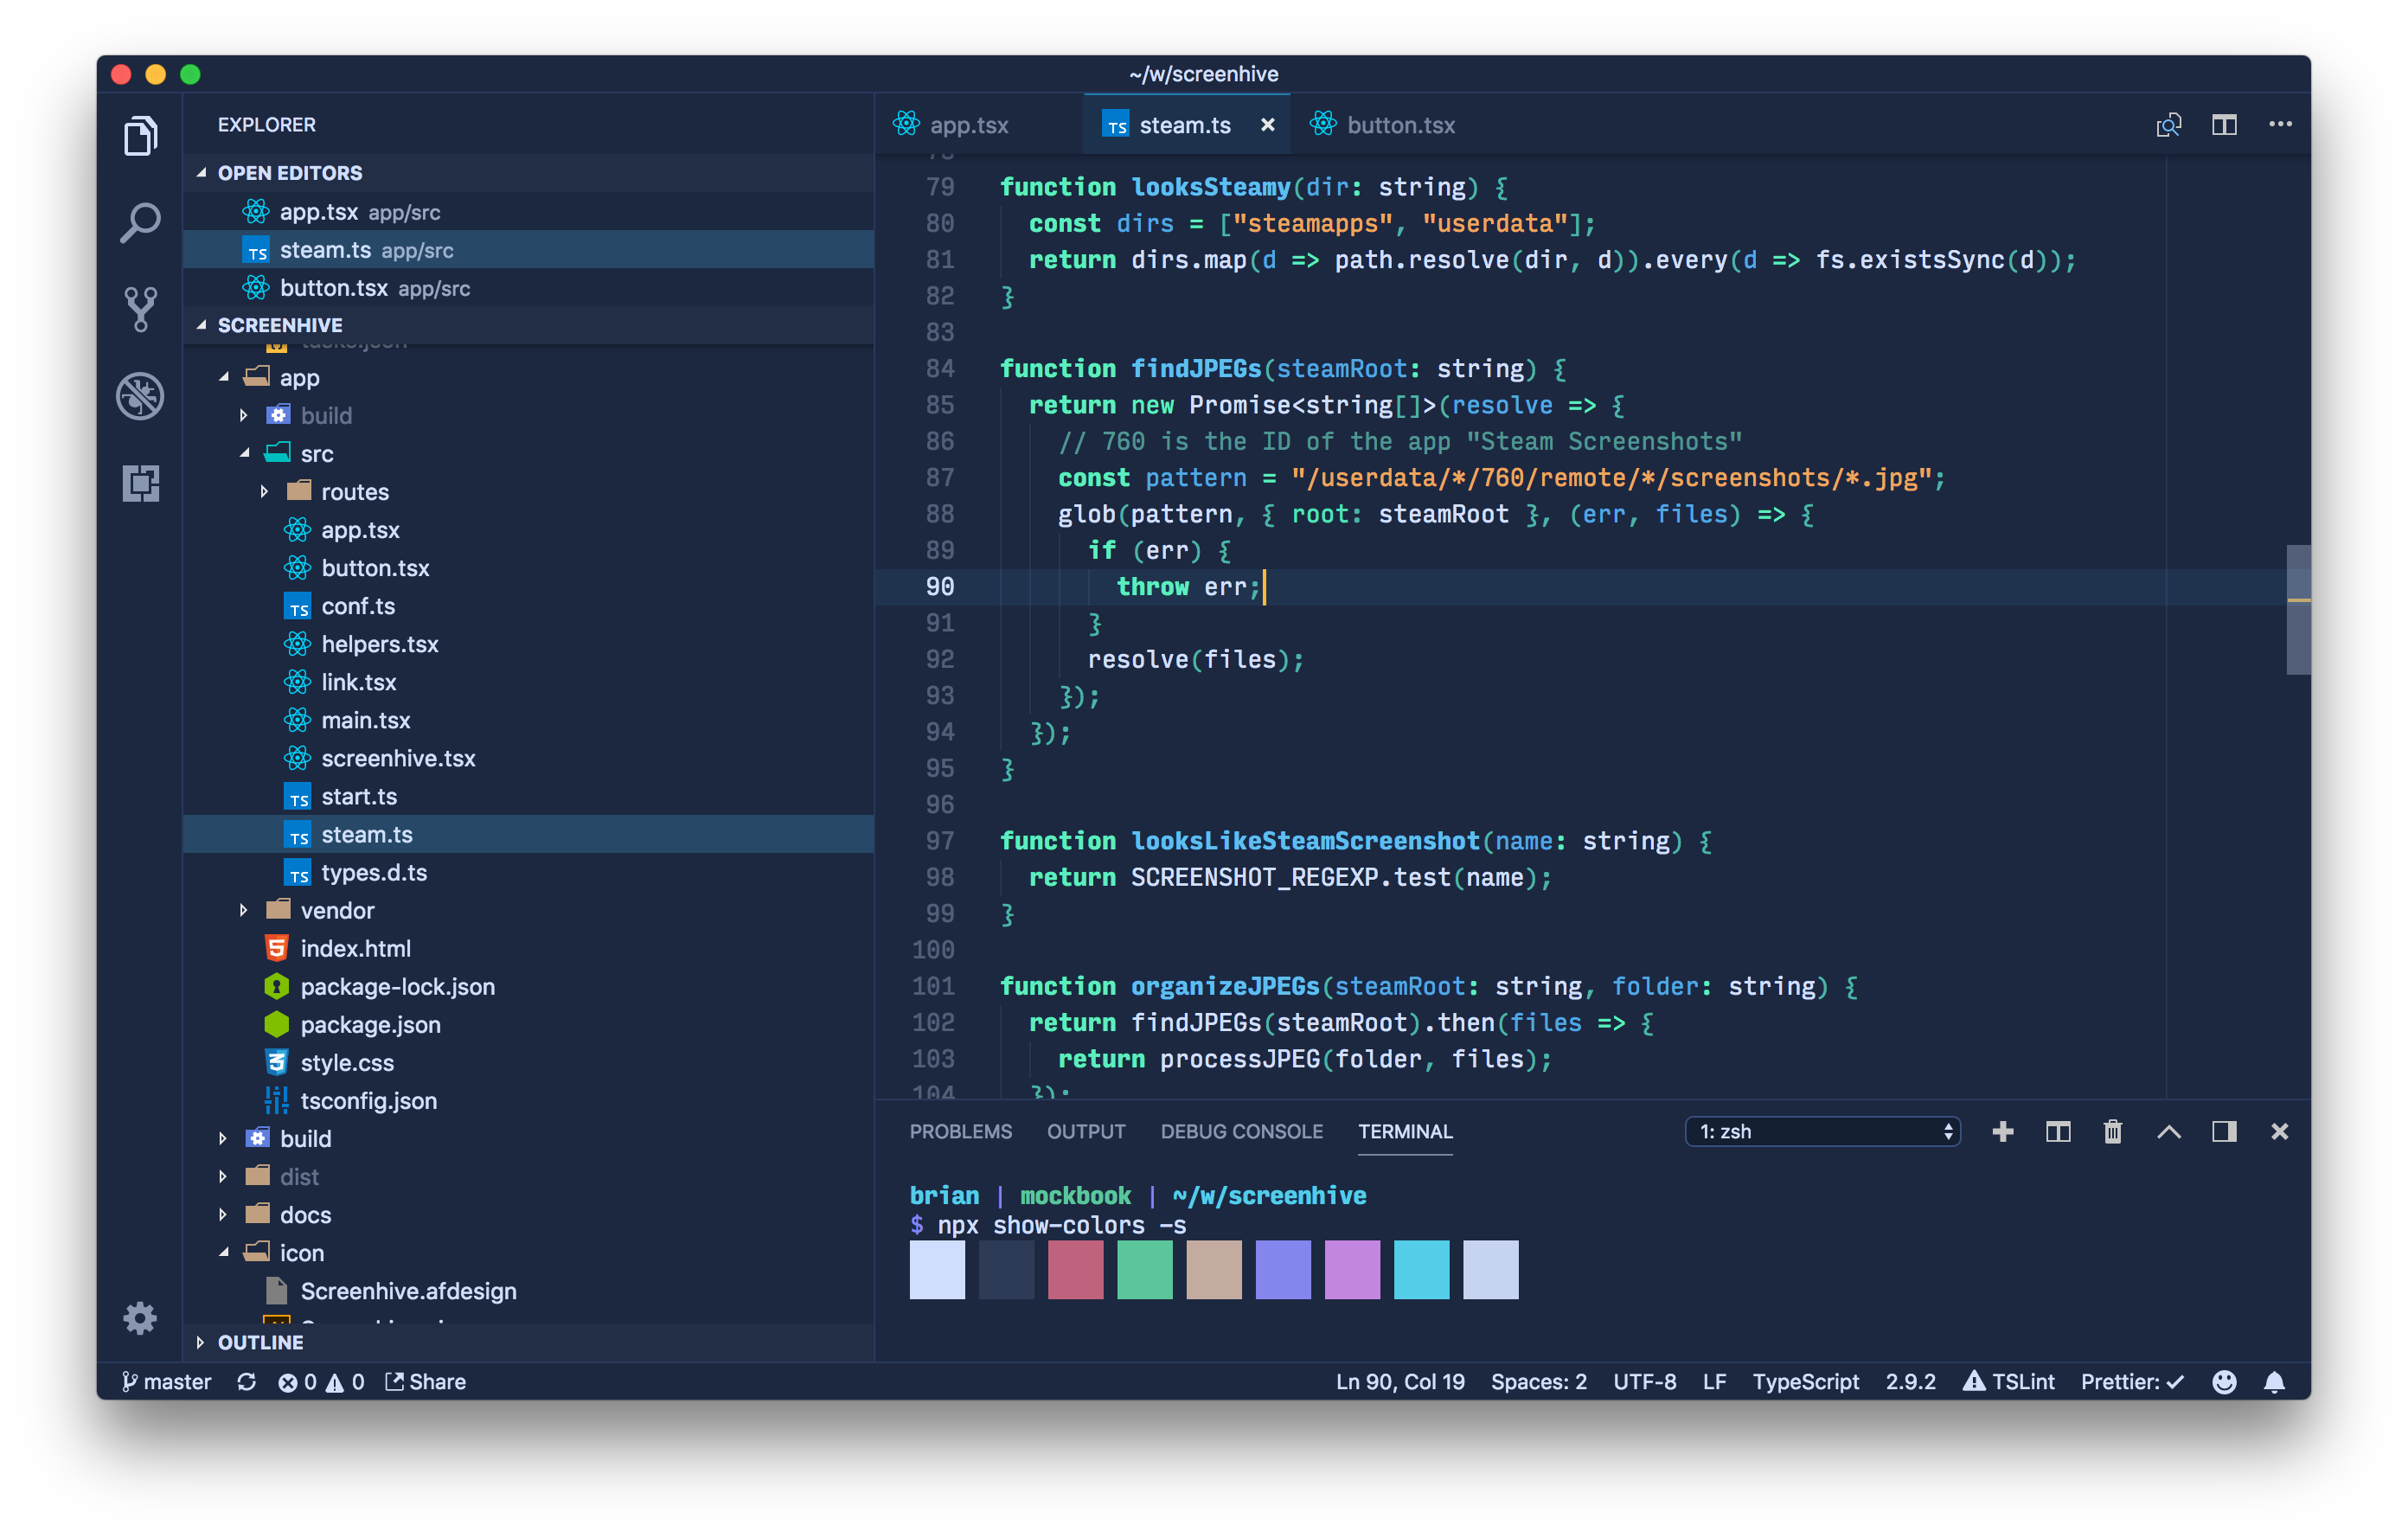 ~/w/screenhive
EXPLORER
OPEN EDITORS
app.tsx app/src
TS steam.ts app/src
button.tsx app/src
SCREENHIVE
tasks.json
app
build
src
routes
app.tsx
button.tsx
TS conf.ts
helpers.tsx
link.tsx
main.tsx
screenhive.tsx
TS start.ts
TS steam.ts
TS types.d.ts
vendor
index.html
package-lock.json
package.json
style.css
tsconfig.json
build
dist
docs
icon
Screenhive.afdesign
OUTLINE
app.tsx TS steam.ts × button.tsx
79 function looksSteamy(dir: string) {
80 const dirs = ["steamapps", "userdata"];
81 return dirs.map(d => path.resolve(dir, d)).every(d => fs.existsSync(d));
82 }
83
84 function findJPEGs(steamRoot: string) {
85 return new Promise<string[]>(resolve => {
86 // 760 is the ID of the app "Steam Screenshots"
87 const pattern = "/userdata/*/760/remote/*/screenshots/*.jpg";
88 glob(pattern, { root: steamRoot }, (err, files) => {
89 if (err) {
90 throw err;
91 }
92 resolve(files);
93 });
94 });
95 }
96
97 function looksLikeSteamScreenshot(name: string) {
98 return SCREENSHOT_REGEXP.test(name);
99 }
100
101 function organizeJPEGs(steamRoot: string, folder: string) {
102 return findJPEGs(steamRoot).then(files => {
103 return processJPEG(folder, files);
104 });
PROBLEMS OUTPUT DEBUG CONSOLE TERMINAL 1: zsh
brian | mockbook | ~/w/screenhive
$ npx show-colors -s
master 0 0 Share Ln 90, Col 19 Spaces: 2 UTF-8 LF TypeScript 2.9.2 TSLint Prettier: ✓